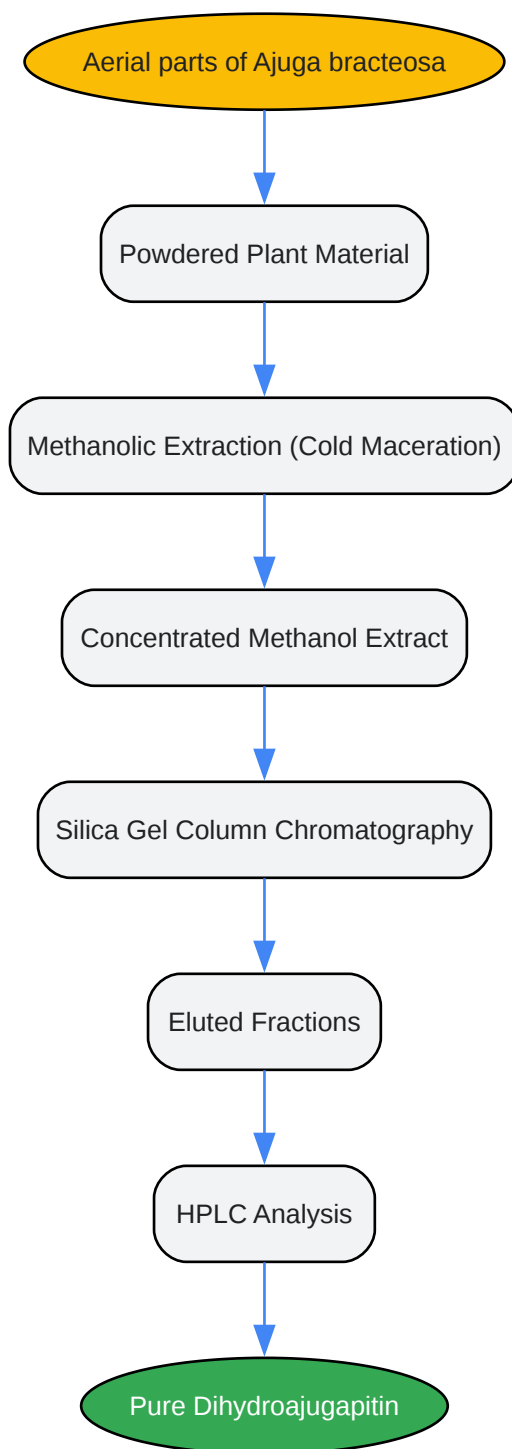 Aerial parts of Ajuga bracteosa
Powdered Plant Material
Methanolic Extraction (Cold Maceration)
Concentrated Methanol Extract
Silica Gel Column Chromatography
Eluted Fractions
HPLC Analysis
Pure Dihydroajugapitin